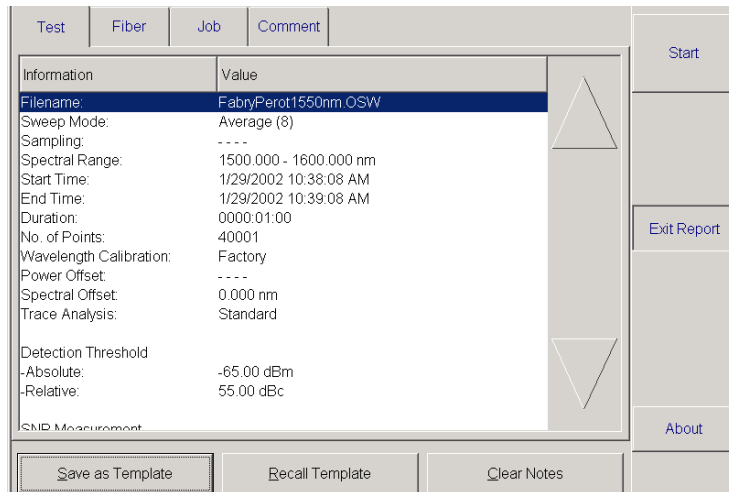 Test Fiber Job Comment
Start
Information Value
Filename: FabryPerot1550nm.OSW
Sweep Mode: Average (8)
Sampling: - - - -
Spectral Range: 1500.000 - 1600.000 nm
Start Time: 1/29/2002 10:38:08 AM
End Time: 1/29/2002 10:39:08 AM
Duration: 0000:01:00
No. of Points: 40001
Exit Report
Wavelength Calibration: Factory
Power Offset: - - - -
Spectral Offset: 0.000 nm
Trace Analysis: Standard
Detection Threshold
-Absolute: -65.00 dBm
-Relative: 55.00 dBc
SNR Measurement
About
Save as Template Recall Template Clear Notes